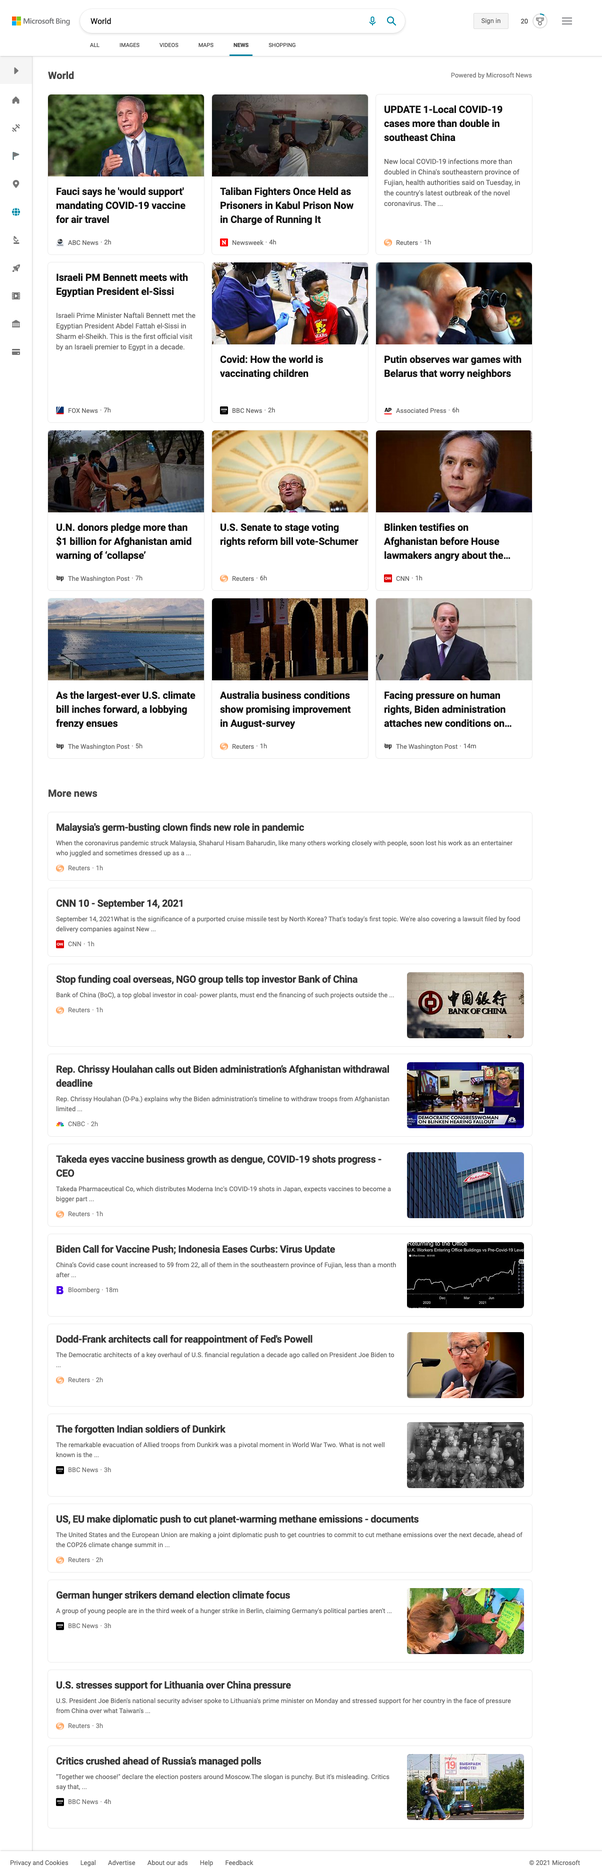 Microsoft Bing
World
Sign in
20
ALL
IMAGES
VIDEOS
MAPS
NEWS
SHOPPING
World
Powered by Microsoft News
Fauci says he 'would support'
mandating COVID-19 vaccine
for air travel
ABC News · 2h
Taliban Fighters Once Held as
Prisoners in Kabul Prison Now
in Charge of Running It
Newsweek · 4h
UPDATE 1-Local COVID-19
cases more than double in
southeast China
New local COVID-19 infections more than
doubled in China's southeastern province of
Fujian, health authorities said on Tuesday, in
the country's latest outbreak of the novel
coronavirus. The ...
Reuters · 1h
Israeli PM Bennett meets with
Egyptian President el-Sissi
Israeli Prime Minister Naftali Bennett met the
Egyptian President Abdel Fattah el-Sissi in
Sharm el-Sheikh. This is the first official visit
by an Israeli premier to Egypt in a decade.
FOX News · 7h
Covid: How the world is
vaccinating children
BBC News · 2h
Putin observes war games with
Belarus that worry neighbors
AP
Associated Press · 6h
U.N. donors pledge more than
$1 billion for Afghanistan amid
warning of ‘collapse’
wp
The Washington Post · 7h
U.S. Senate to stage voting
rights reform bill vote-Schumer
Reuters · 6h
Blinken testifies on
Afghanistan before House
lawmakers angry about the...
CNN · 1h
As the largest-ever U.S. climate
bill inches forward, a lobbying
frenzy ensues
wp
The Washington Post · 5h
Australia business conditions
show promising improvement
in August-survey
Reuters · 1h
Facing pressure on human
rights, Biden administration
attaches new conditions on...
wp
The Washington Post · 14m
More news
Malaysia's germ-busting clown finds new role in pandemic
When the coronavirus pandemic struck Malaysia, Shaharul Hisam Baharudin, like many others working closely with people, soon lost his work as an entertainer
who juggled and sometimes dressed up as a ...
Reuters · 1h
CNN 10 - September 14, 2021
September 14, 2021What is the significance of a purported cruise missile test by North Korea? That's today's first topic. We're also covering a lawsuit filed by food
delivery companies against New ...
CNN · 1h
Stop funding coal overseas, NGO group tells top investor Bank of China
Bank of China (BoC), a top global investor in coal- power plants, must end the financing of such projects outside the ...
Reuters · 1h
中国銀行
BANK OF CHINA
Rep. Chrissy Houlahan calls out Biden administration's Afghanistan withdrawal
deadline
Rep. Chrissy Houlahan (D-Pa.) explains why the Biden administration's timeline to withdraw troops from Afghanistan
limited ...
CNBC · 2h
DEMOCRATIC CONGRESSWOMAN
ON BLINKEN HEARING FALLOUT
Takeda eyes vaccine business growth as dengue, COVID-19 shots progress -
CEO
Takeda Pharmaceutical Co, which distributes Moderna Inc's COVID-19 shots in Japan, expects vaccines to become a
bigger part ...
Reuters · 1h
Biden Call for Vaccine Push; Indonesia Eases Curbs: Virus Update
China's Covid case count increased to 59 from 22, all of them in the southeastern province of Fujian, less than a month
after ...
B
Bloomberg · 18m
Returning to the Office
U.K. Workers Entering Office Buildings vs Pre-Covid-19 Leve
Dec
Mar
Jun
2020
2021
Dodd-Frank architects call for reappointment of Fed's Powell
The Democratic architects of a key overhaul of U.S. financial regulation a decade ago called on President Joe Biden to
...
Reuters · 2h
The forgotten Indian soldiers of Dunkirk
The remarkable evacuation of Allied troops from Dunkirk was a pivotal moment in World War Two. What is not well
known is the ...
BBC News · 3h
US, EU make diplomatic push to cut planet-warming methane emissions - documents
The United States and the European Union are making a joint diplomatic push to get countries to commit to cut methane emissions over the next decade, ahead of
the COP26 climate change summit in ...
Reuters · 2h
German hunger strikers demand election climate focus
A group of young people are in the third week of a hunger strike in Berlin, claiming Germany's political parties aren't ...
BBC News · 3h
U.S. stresses support for Lithuania over China pressure
U.S. President Joe Biden's national security adviser spoke to Lithuania's prime minister on Monday and stressed support for her country in the face of pressure
from China over what Taiwan's ...
Reuters · 3h
Critics crushed ahead of Russia's managed polls
"Together we choose!" declare the election posters around Moscow.The slogan is punchy. But it's misleading. Critics
say that, ...
BBC News · 4h
19
ВЫБИРАЕМ
ВМЕСТЕ!
Privacy and Cookies
Legal
Advertise
About our ads
Help
Feedback
© 2021 Microsoft